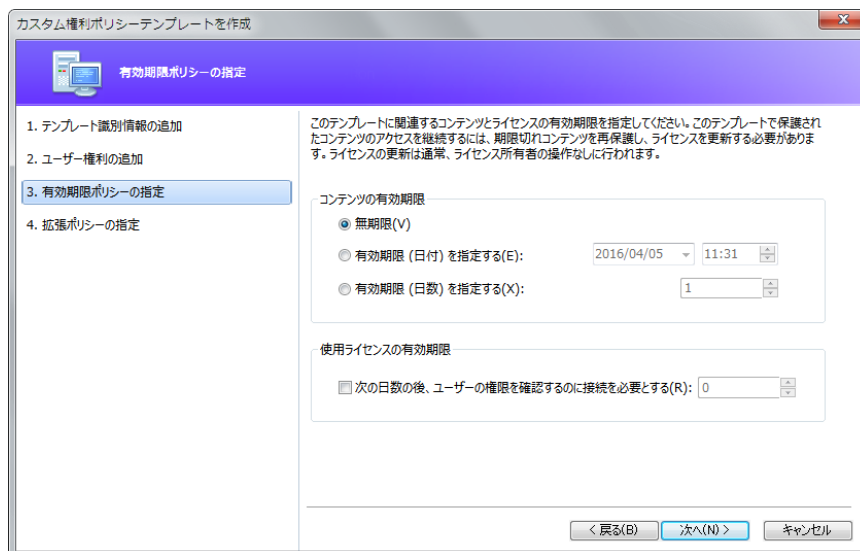 カスタム権利ポリシーテンプレートを作成
有効期限ポリシーの指定
1. テンプレート識別情報の追加
2. ユーザー権利の追加
3. 有効期限ポリシーの指定
4. 拡張ポリシーの指定
このテンプレートに関連するコンテンツとライセンスの有効期限を指定してください。このテンプレートで保護され
たコンテンツのアクセスを継続するには、期限切れコンテンツを再保護し、ライセンスを更新する必要がありま
す。ライセンスの更新は通常、ライセンス所有者の操作なしに行われます。
コンテンツの有効期限
無期限(V)
有効期限 (日付) を指定する(E): 2016/04/05 11:31
有効期限 (日数) を指定する(X): 1
使用ライセンスの有効期限
次の日数の後、ユーザーの権限を確認するのに接続を必要とする(R): 0
< 戻る(B) 次へ(N) > キャンセル